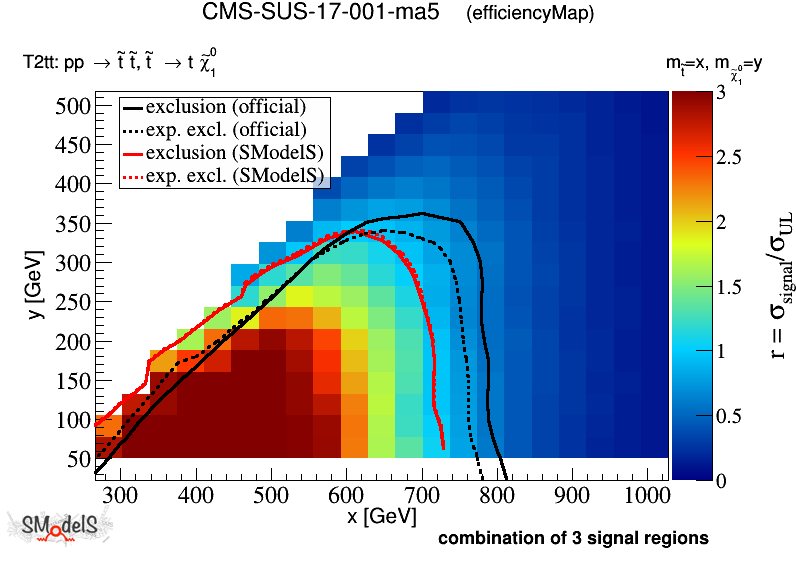 CMS-SUS-17-001-ma5 (efficiencyMap)
T2tt: pp → t̃ t̃, t̃ → t χ̃⁰₁
m_t̃=x, m_χ̃⁰₁=y
exclusion (official)
exp. excl. (official)
exclusion (SModelS)
exp. excl. (SModelS)
500
450
400
350
300
250
200
150
100
50
y [GeV]
300 400 500 600 700 800 900 1000
x [GeV]
3
2.5
2
1.5
1
0.5
0
r = σ_signal/σ_UL
SModelS
combination of 3 signal regions